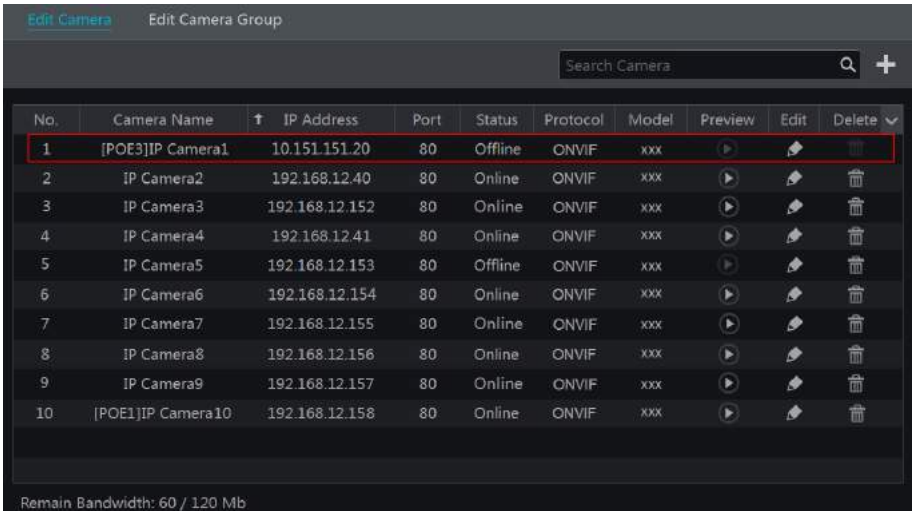 Edit Camera Edit Camera Group
Search Camera
No. Camera Name IP Address Port Status Protocol Model Preview Edit Delete
1 [POE3]IP Camera1 10.151.151.20 80 Offline ONVIF xxx
2 IP Camera2 192.168.12.40 80 Online ONVIF xxx
3 IP Camera3 192.168.12.152 80 Online ONVIF xxx
4 IP Camera4 192.168.12.41 80 Online ONVIF xxx
5 IP Camera5 192.168.12.153 80 Offline ONVIF xxx
6 IP Camera6 192.168.12.154 80 Online ONVIF xxx
7 IP Camera7 192.168.12.155 80 Online ONVIF xxx
8 IP Camera8 192.168.12.156 80 Online ONVIF xxx
9 IP Camera9 192.168.12.157 80 Online ONVIF xxx
10 [POE1]IP Camera10 192.168.12.158 80 Online ONVIF xxx
Remain Bandwidth: 60 / 120 Mb